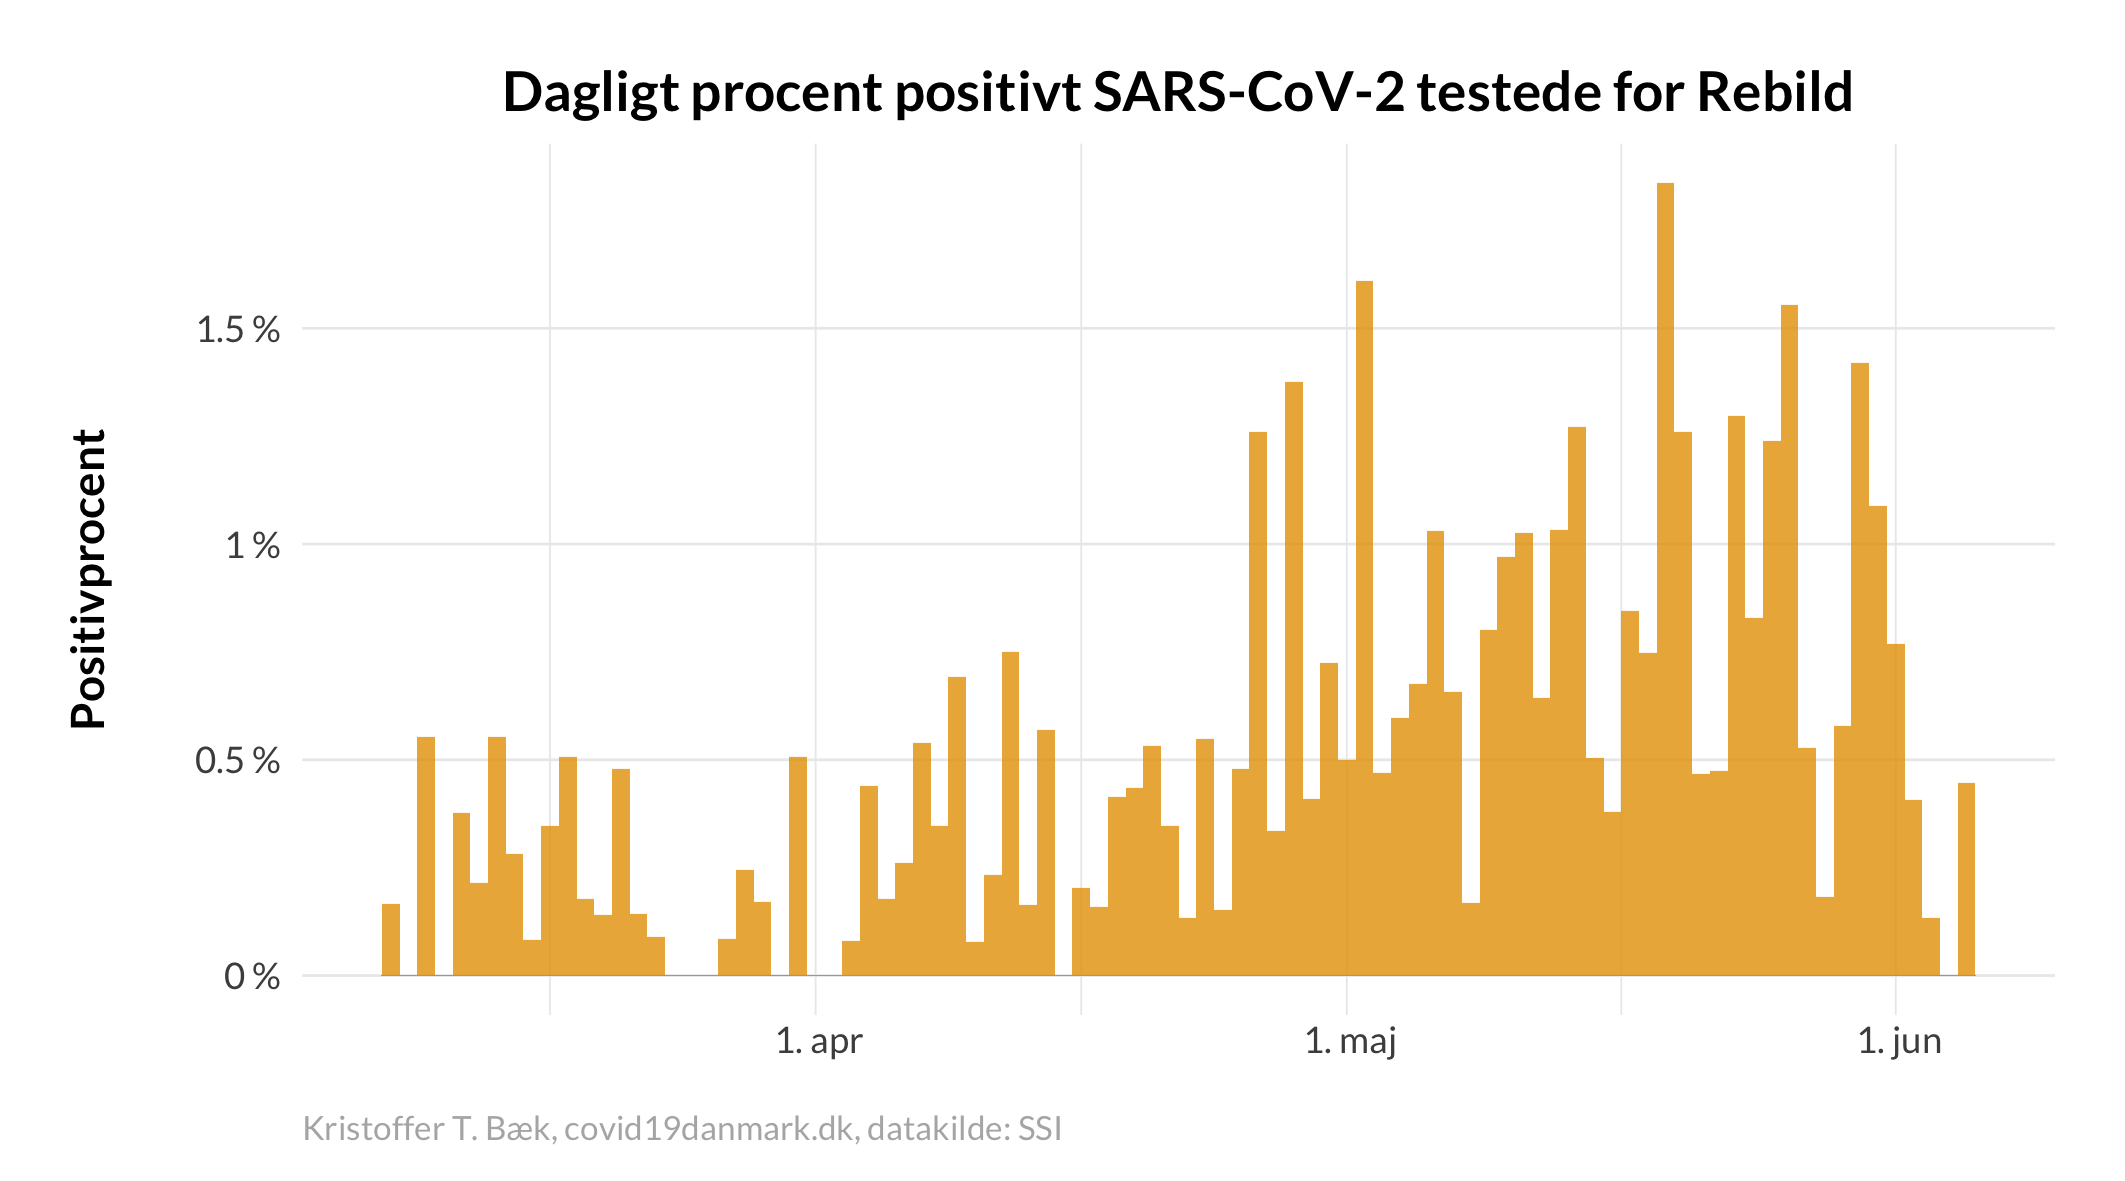 Dagligt procent positivt SARS-CoV-2 testede for Rebild
Positivprocent
1.5 %
1 %
0.5 %
0 %
1. apr
1. maj
1. jun
Kristoffer T. Bæk, covid19danmark.dk, datakilde: SSI